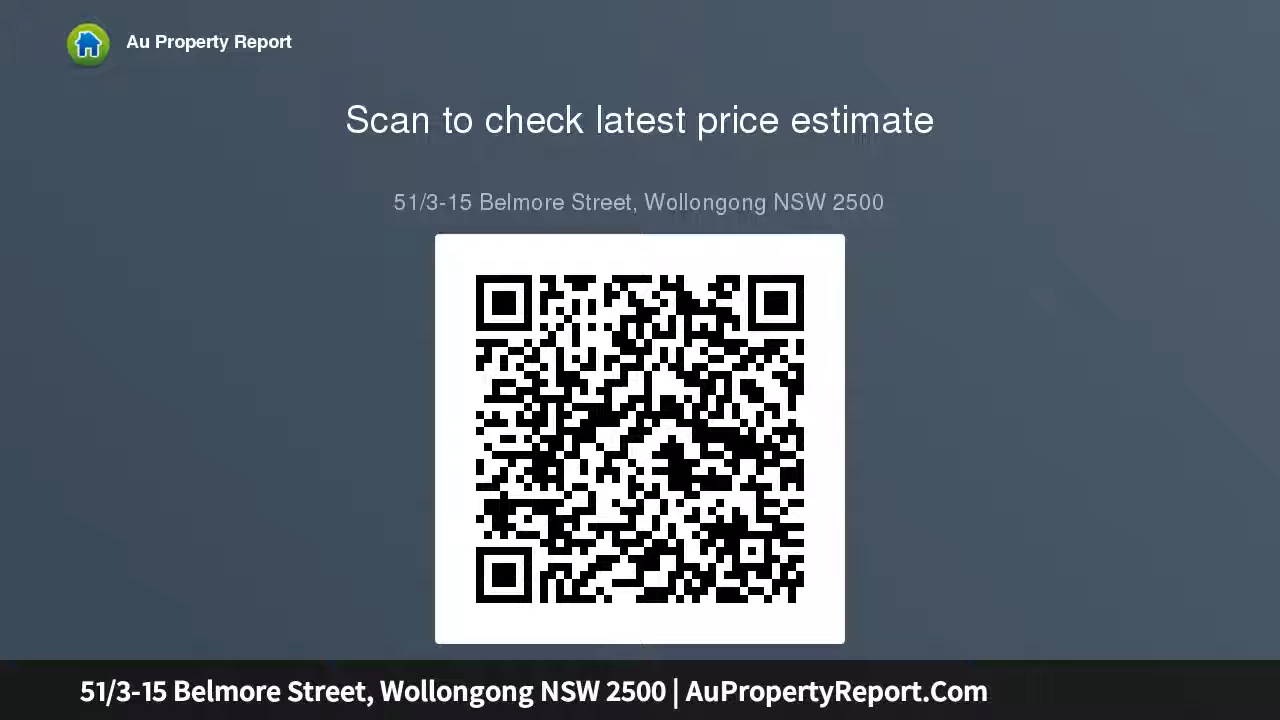 Au Property Report
Scan to check latest price estimate
51/3-15 Belmore Street, Wollongong NSW 2500
51/3-15 Belmore Street, Wollongong NSW 2500 | AuPropertyReport.Com